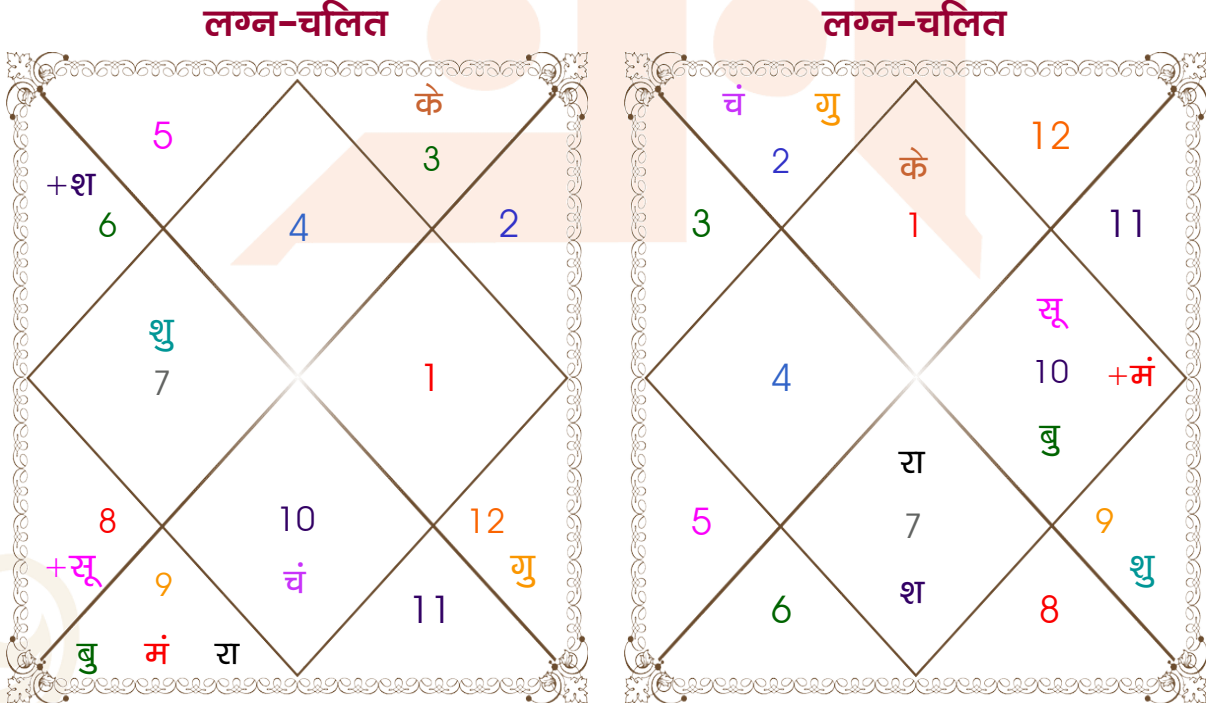 लग्न-चलित लग्न-चलित
के
5
3
+श
6
4
2
शु
7
1
8
10
12
+सू
9
चं
गु
11
बु मं रा
चं गु
12
2
के
3
1
11
सू
4
10 +मं
बु
रा
5
7
9
शु
श
6
8